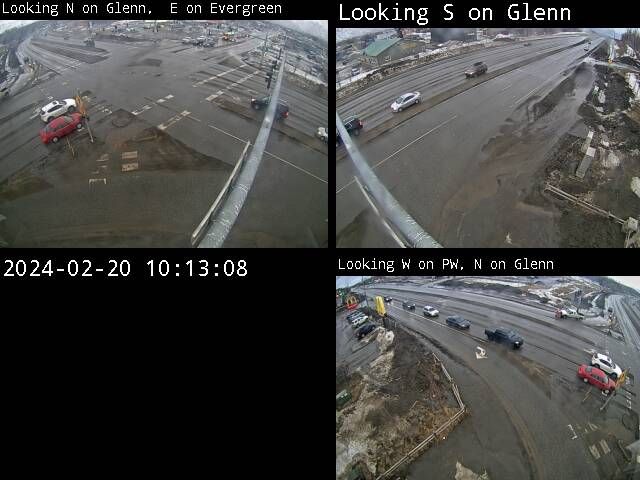 Looking N on Glenn,  E on Evergreen
Looking S on Glenn
2024-02-20 10:13:08
Looking W on PW, N on Glenn